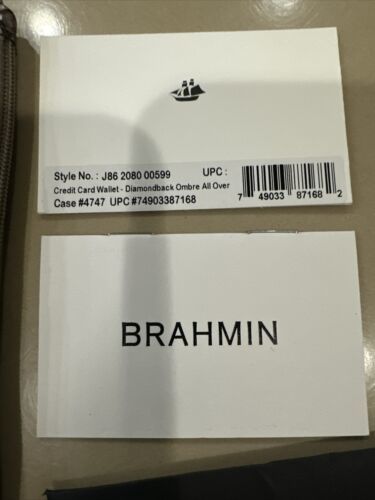 Style No. : J86 2080 00599 UPC :
Credit Card Wallet - Diamondback Ombre All Over
Case #4747 UPC #74903387168
7 49033 87168 2
BRAHMIN